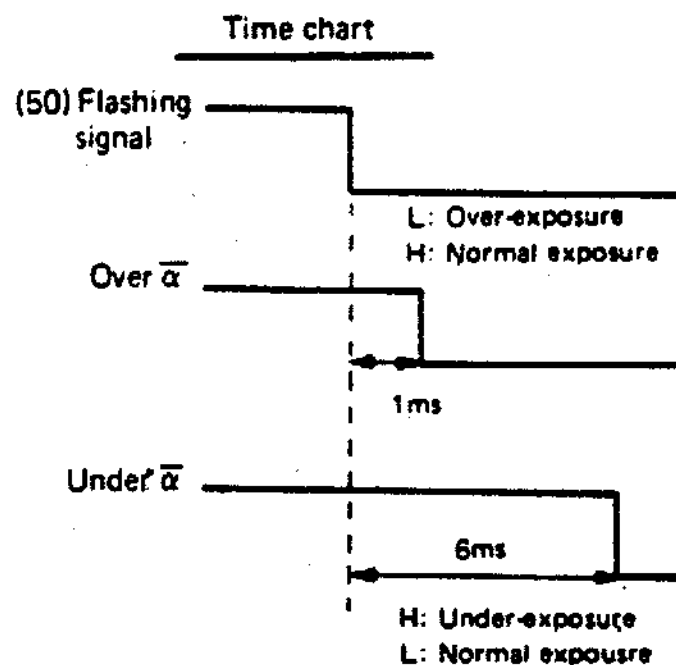 Time chart
(50) Flashing
signal
L: Over-exposure
H: Normal exposure
Over α̅
1ms
Under α̅
6ms
H: Under-exposure
L: Normal expousre